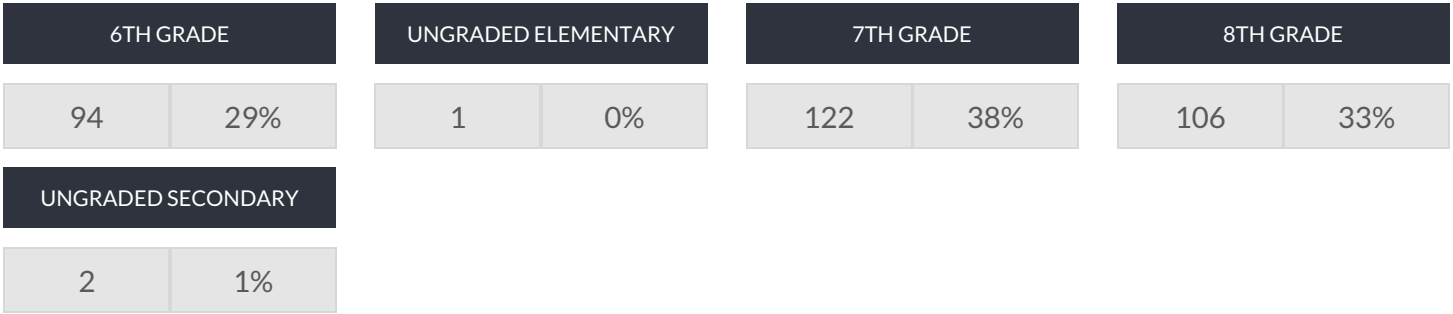 6TH GRADE UNGRADED ELEMENTARY 7TH GRADE 8TH GRADE
94 29% 1 0% 122 38% 106 33%
UNGRADED SECONDARY
2 1%